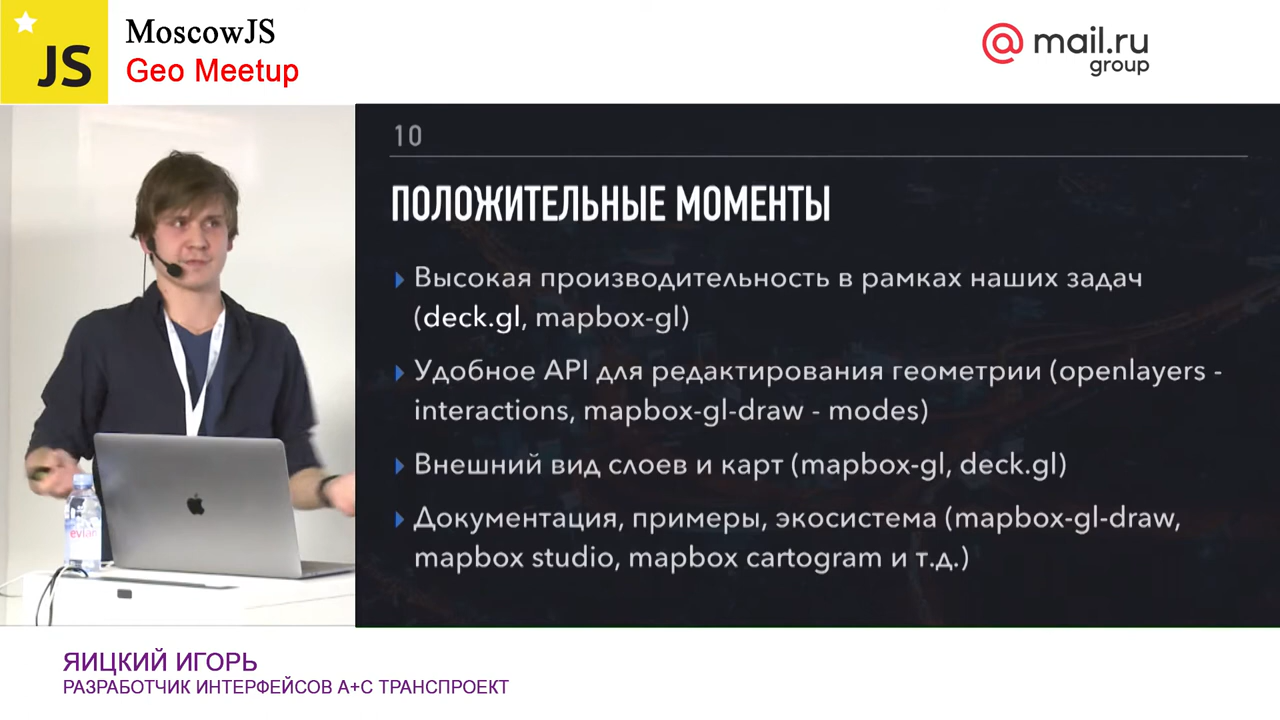 JS
MoscowJS
Geo Meetup
@mail.ru
group
10
ПОЛОЖИТЕЛЬНЫЕ МОМЕНТЫ
Высокая производительность в рамках наших задач
(deck.gl, mapbox-gl)
Удобное API для редактирования геометрии (openlayers -
interactions, mapbox-gl-draw - modes)
Внешний вид слоев и карт (mapbox-gl, deck.gl)
Документация, примеры, экосистема (mapbox-gl-draw,
mapbox studio, mapbox cartogram и т.д.)
evian
ЯИЦКИЙ ИГОРЬ
РАЗРАБОТЧИК ИНТЕРФЕЙСОВ А+С ТРАНСПРОЕКТ